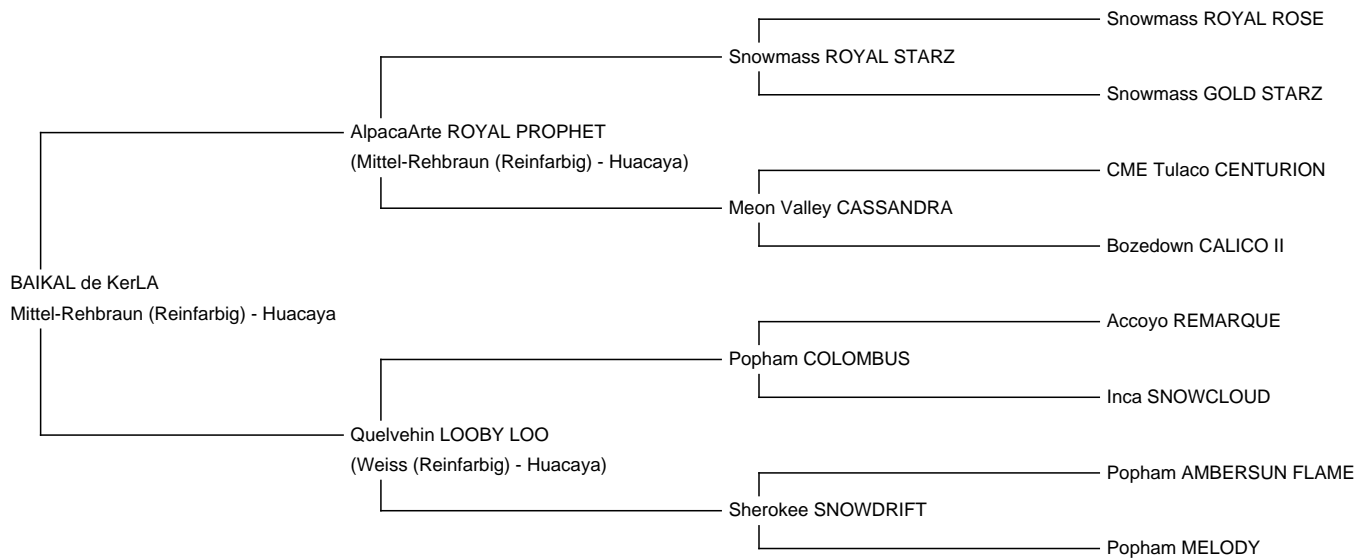 Snowmass ROYAL ROSE
Snowmass ROYAL STARZ
Snowmass GOLD STARZ
AlpacaArte ROYAL PROPHET
(Mittel-Rehbraun (Reinfarbig) - Huacaya)
CME Tulaco CENTURION
Meon Valley CASSANDRA
Bozedown CALICO II
BAIKAL de KerLA
Mittel-Rehbraun (Reinfarbig) - Huacaya
Accoyo REMARQUE
Popham COLOMBUS
Inca SNOWCLOUD
Quelvehin LOOBY LOO
(Weiss (Reinfarbig) - Huacaya)
Popham AMBERSUN FLAME
Sherokee SNOWDRIFT
Popham MELODY